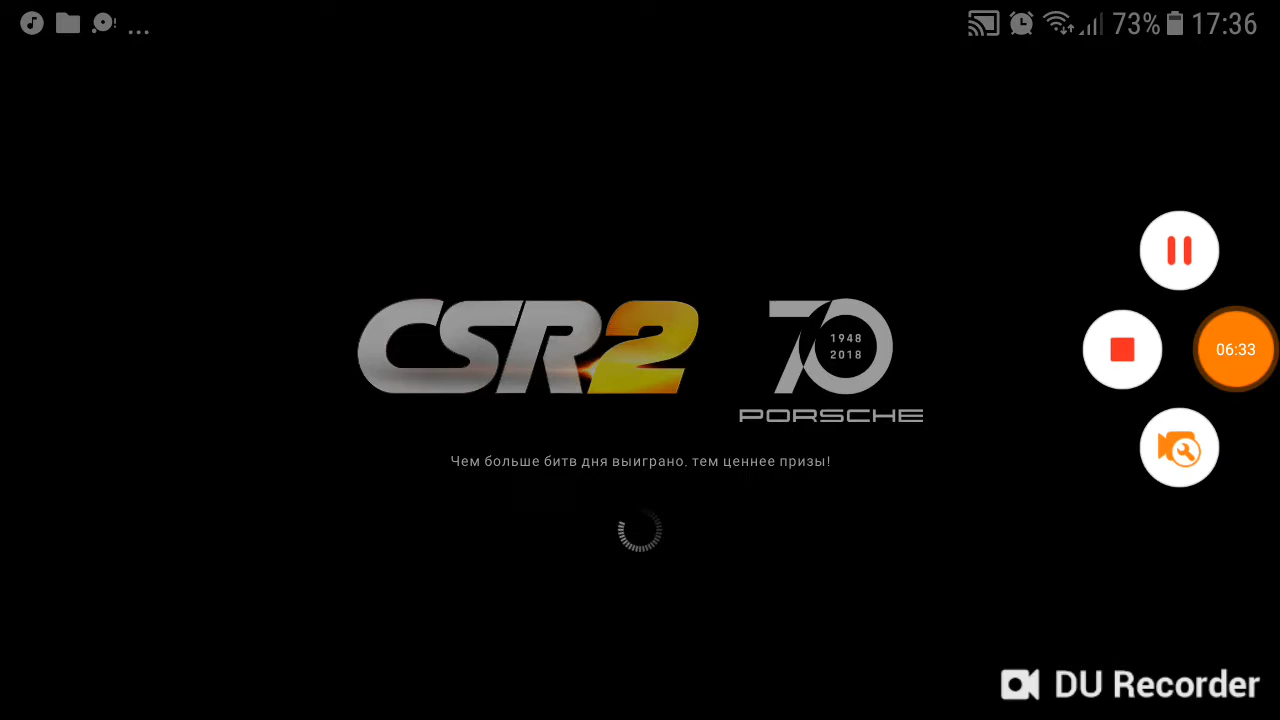 73% 17:36
CSR2
70
1948
2018
PORSCHE
06:33
Чем больше битв дня выиграно. тем ценнее призы!
DU Recorder